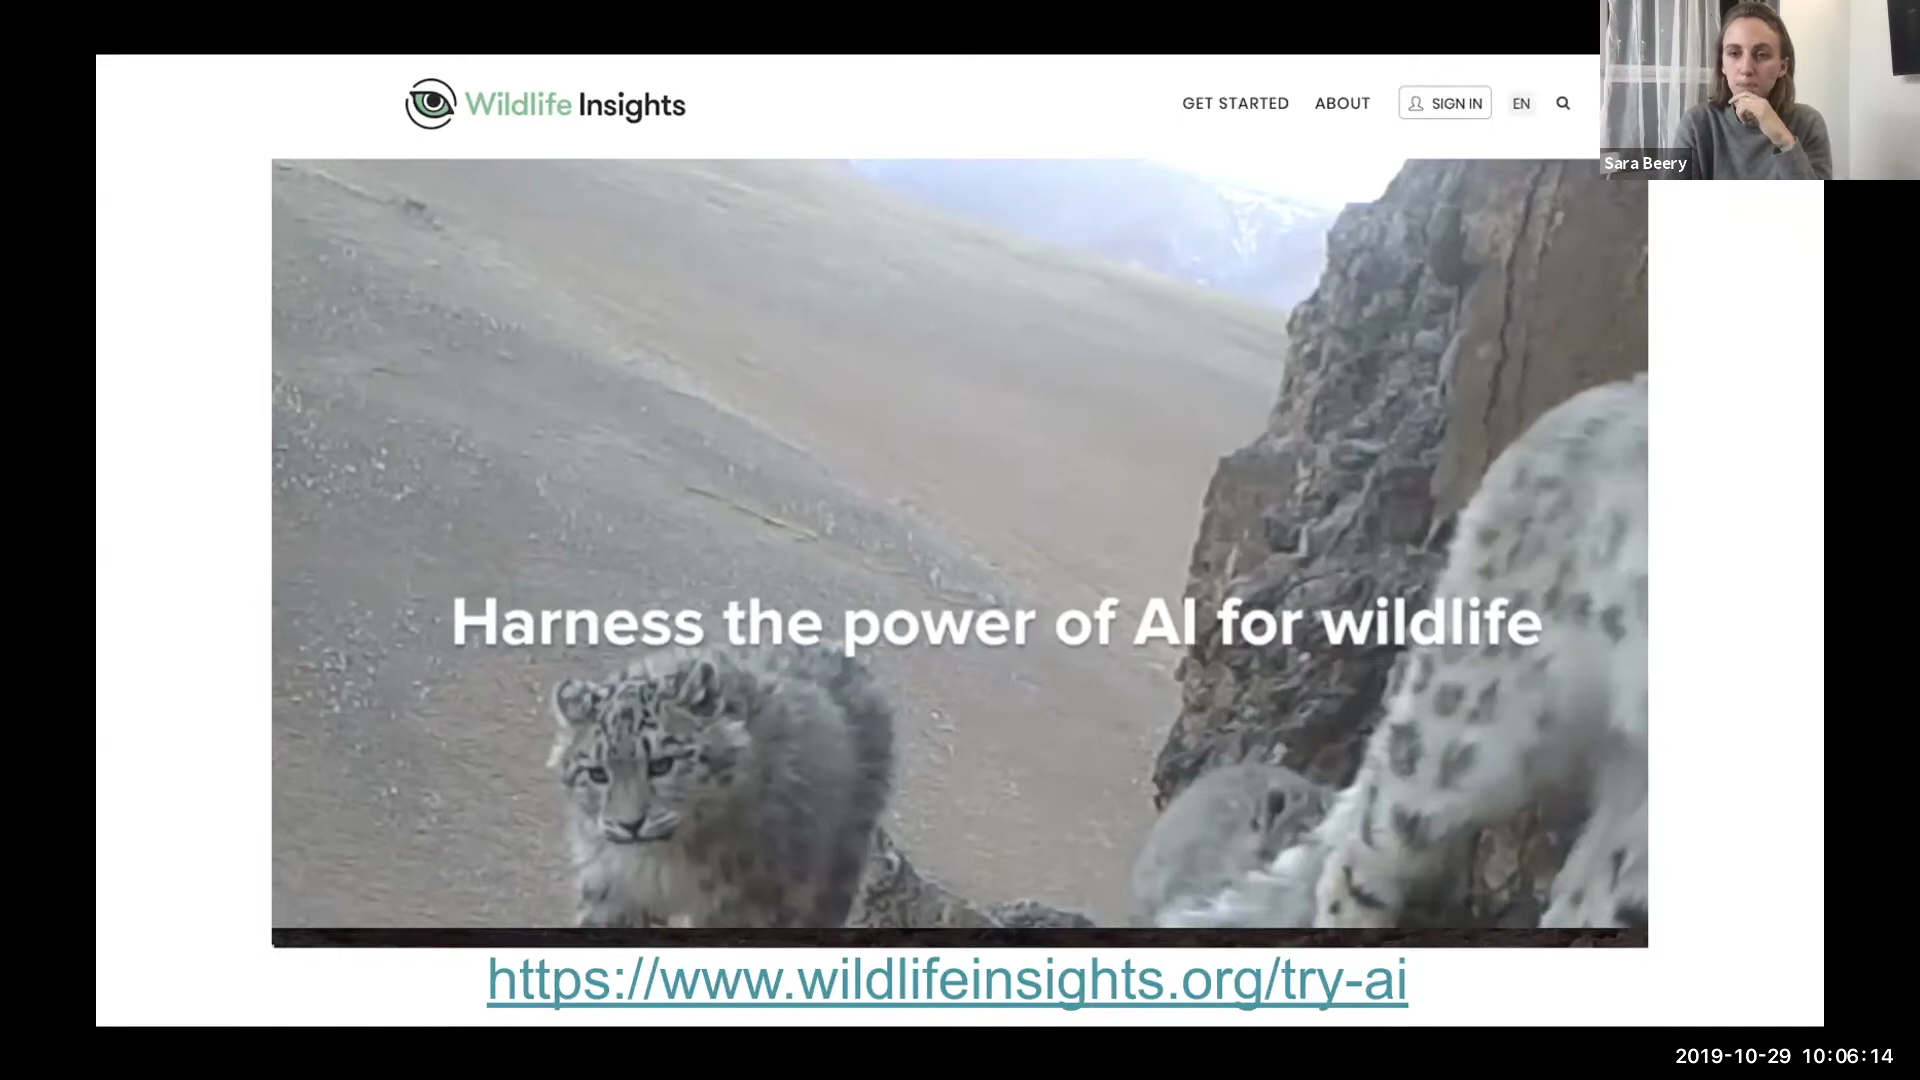 Wildlife Insights
GET STARTED ABOUT SIGN IN EN
Sara Beery
Harness the power of AI for wildlife
https://www.wildlifeinsights.org/try-ai
2019-10-29 10:06:14